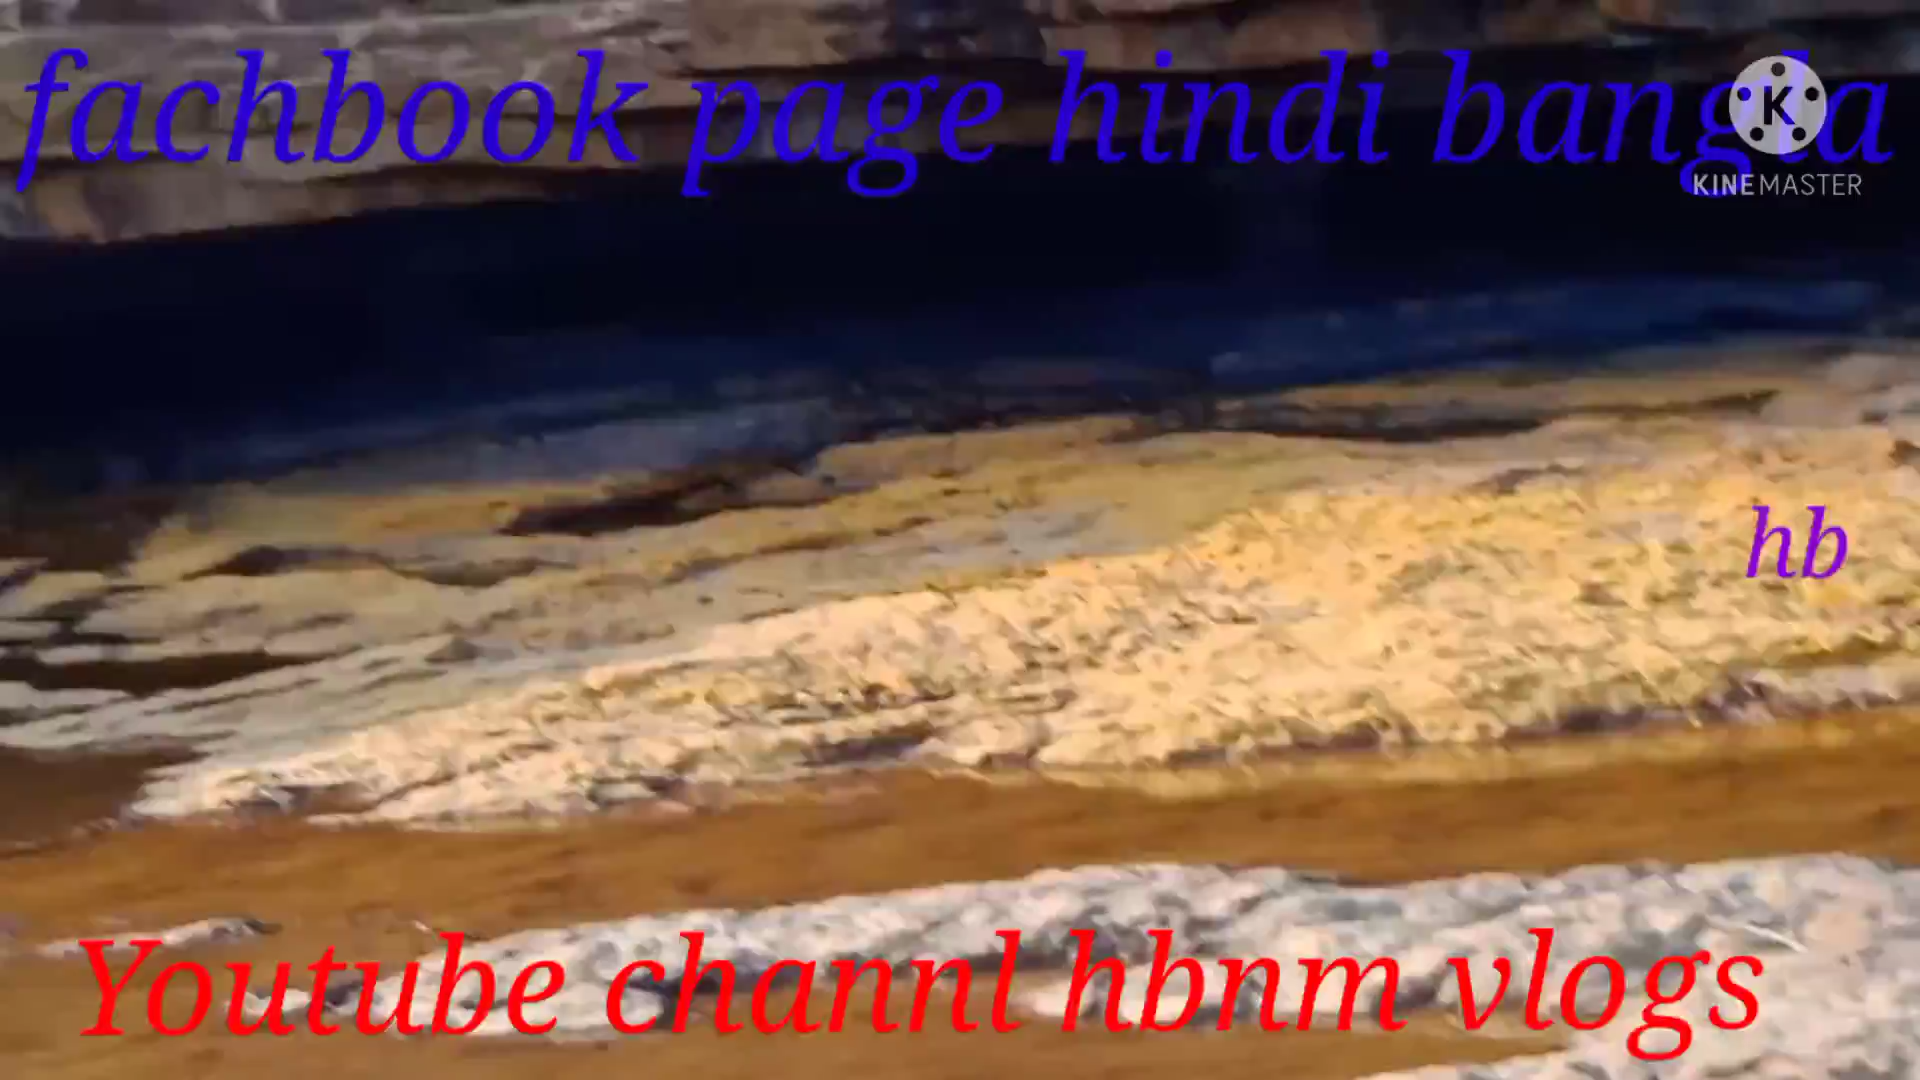 fachbook page hindi bangla
K
KINEMASTER
hb
Youtube channl hbnm vlogs